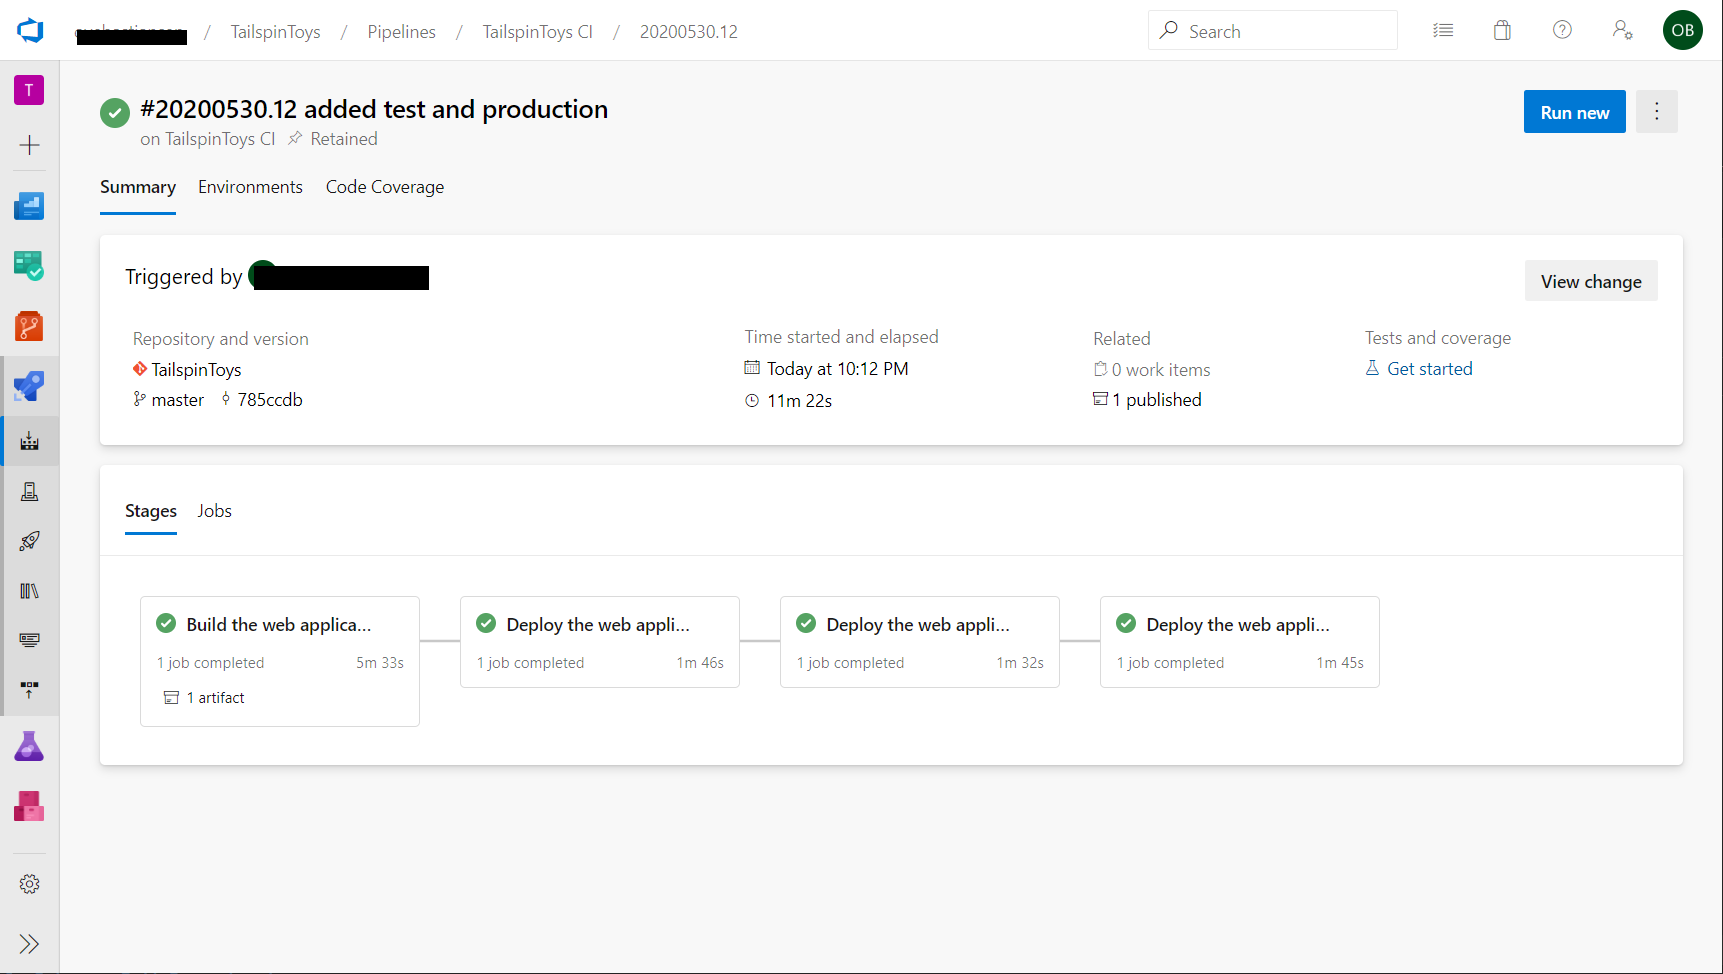 / TailspinToys / Pipelines / TailspinToys CI / 20200530.12
Search
OB
T
#20200530.12 added test and production
on TailspinToys CI Retained
Run new
Summary Environments Code Coverage
Triggered by
View change
Repository and version
TailspinToys
master 785ccdb
Time started and elapsed
Today at 10:12 PM
11m 22s
Related
0 work items
1 published
Tests and coverage
Get started
Stages Jobs
Build the web applica...
1 job completed 5m 33s
1 artifact
Deploy the web appli...
1 job completed 1m 46s
Deploy the web appli...
1 job completed 1m 32s
Deploy the web appli...
1 job completed 1m 45s